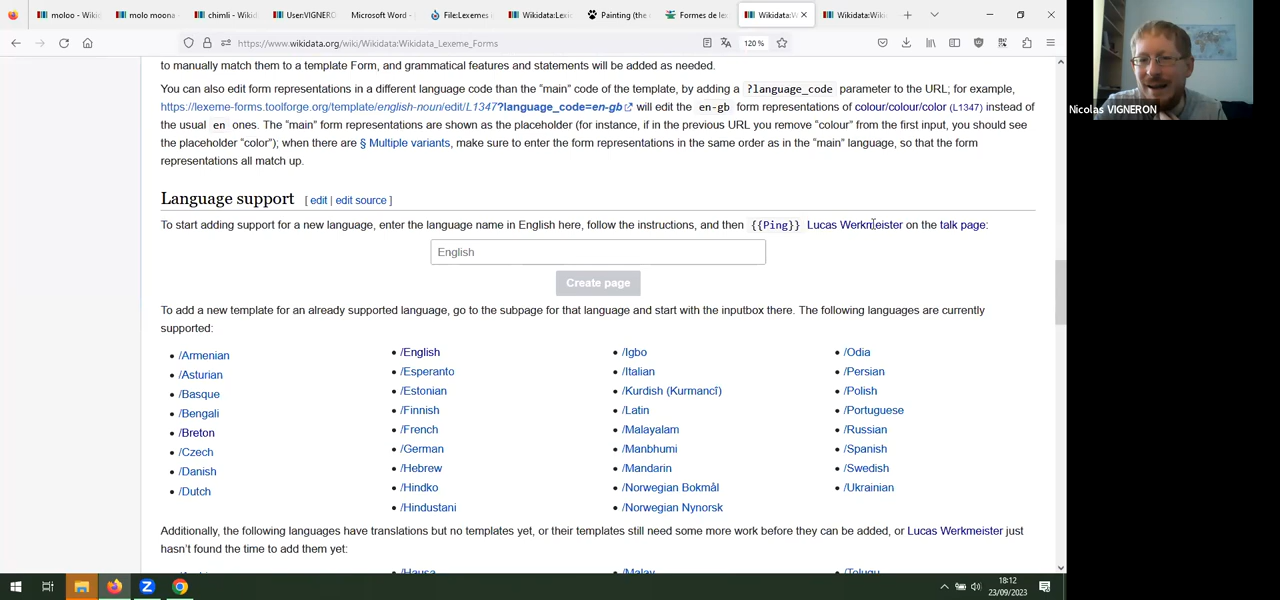 moloo - Wiki
molo moona -
chimli - Wikid
User:VIGNERO
Microsoft Word -
File:Lexemes i
Wikidata:Lexi
Painting (the
Formes de lex
Wikidata:W
Wikidata:Wiki
https://www.wikidata.org/wiki/Wikidata:Wikidata_Lexeme_Forms
120 %
to manually match them to a template Form, and grammatical features and statements will be added as needed.
You can also edit form representations in a different language code than the "main" code of the template, by adding a ?language_code parameter to the URL; for example,
https://lexeme-forms.toolforge.org/template/english-noun/edit/L1347?language_code=en-gb will edit the en-gb form representations of colour/colour/color (L1347) instead of
the usual en ones. The "main" form representations are shown as the placeholder (for instance, if in the previous URL you remove "colour" from the first input, you should see
the placeholder "color"); when there are § Multiple variants, make sure to enter the form representations in the same order as in the "main" language, so that the form
representations all match up.
Language support [ edit | edit source ]
To start adding support for a new language, enter the language name in English here, follow the instructions, and then {{Ping}} Lucas Werkmeister on the talk page:
English
Create page
To add a new template for an already supported language, go to the subpage for that language and start with the inputbox there. The following languages are currently
supported:
• /Armenian
• /Asturian
• /Basque
• /Bengali
• /Breton
• /Czech
• /Danish
• /Dutch
• /English
• /Esperanto
• /Estonian
• /Finnish
• /French
• /German
• /Hebrew
• /Hindko
• /Hindustani
• /Igbo
• /Italian
• /Kurdish (Kurmancî)
• /Latin
• /Malayalam
• /Manbhumi
• /Mandarin
• /Norwegian Bokmål
• /Norwegian Nynorsk
• /Odia
• /Persian
• /Polish
• /Portuguese
• /Russian
• /Spanish
• /Swedish
• /Ukrainian
Additionally, the following languages have translations but no templates yet, or their templates still need some more work before they can be added, or Lucas Werkmeister just
hasn't found the time to add them yet:
Hausa
Malay
Telugu
Nicolas VIGNERON
18:12
23/09/2023